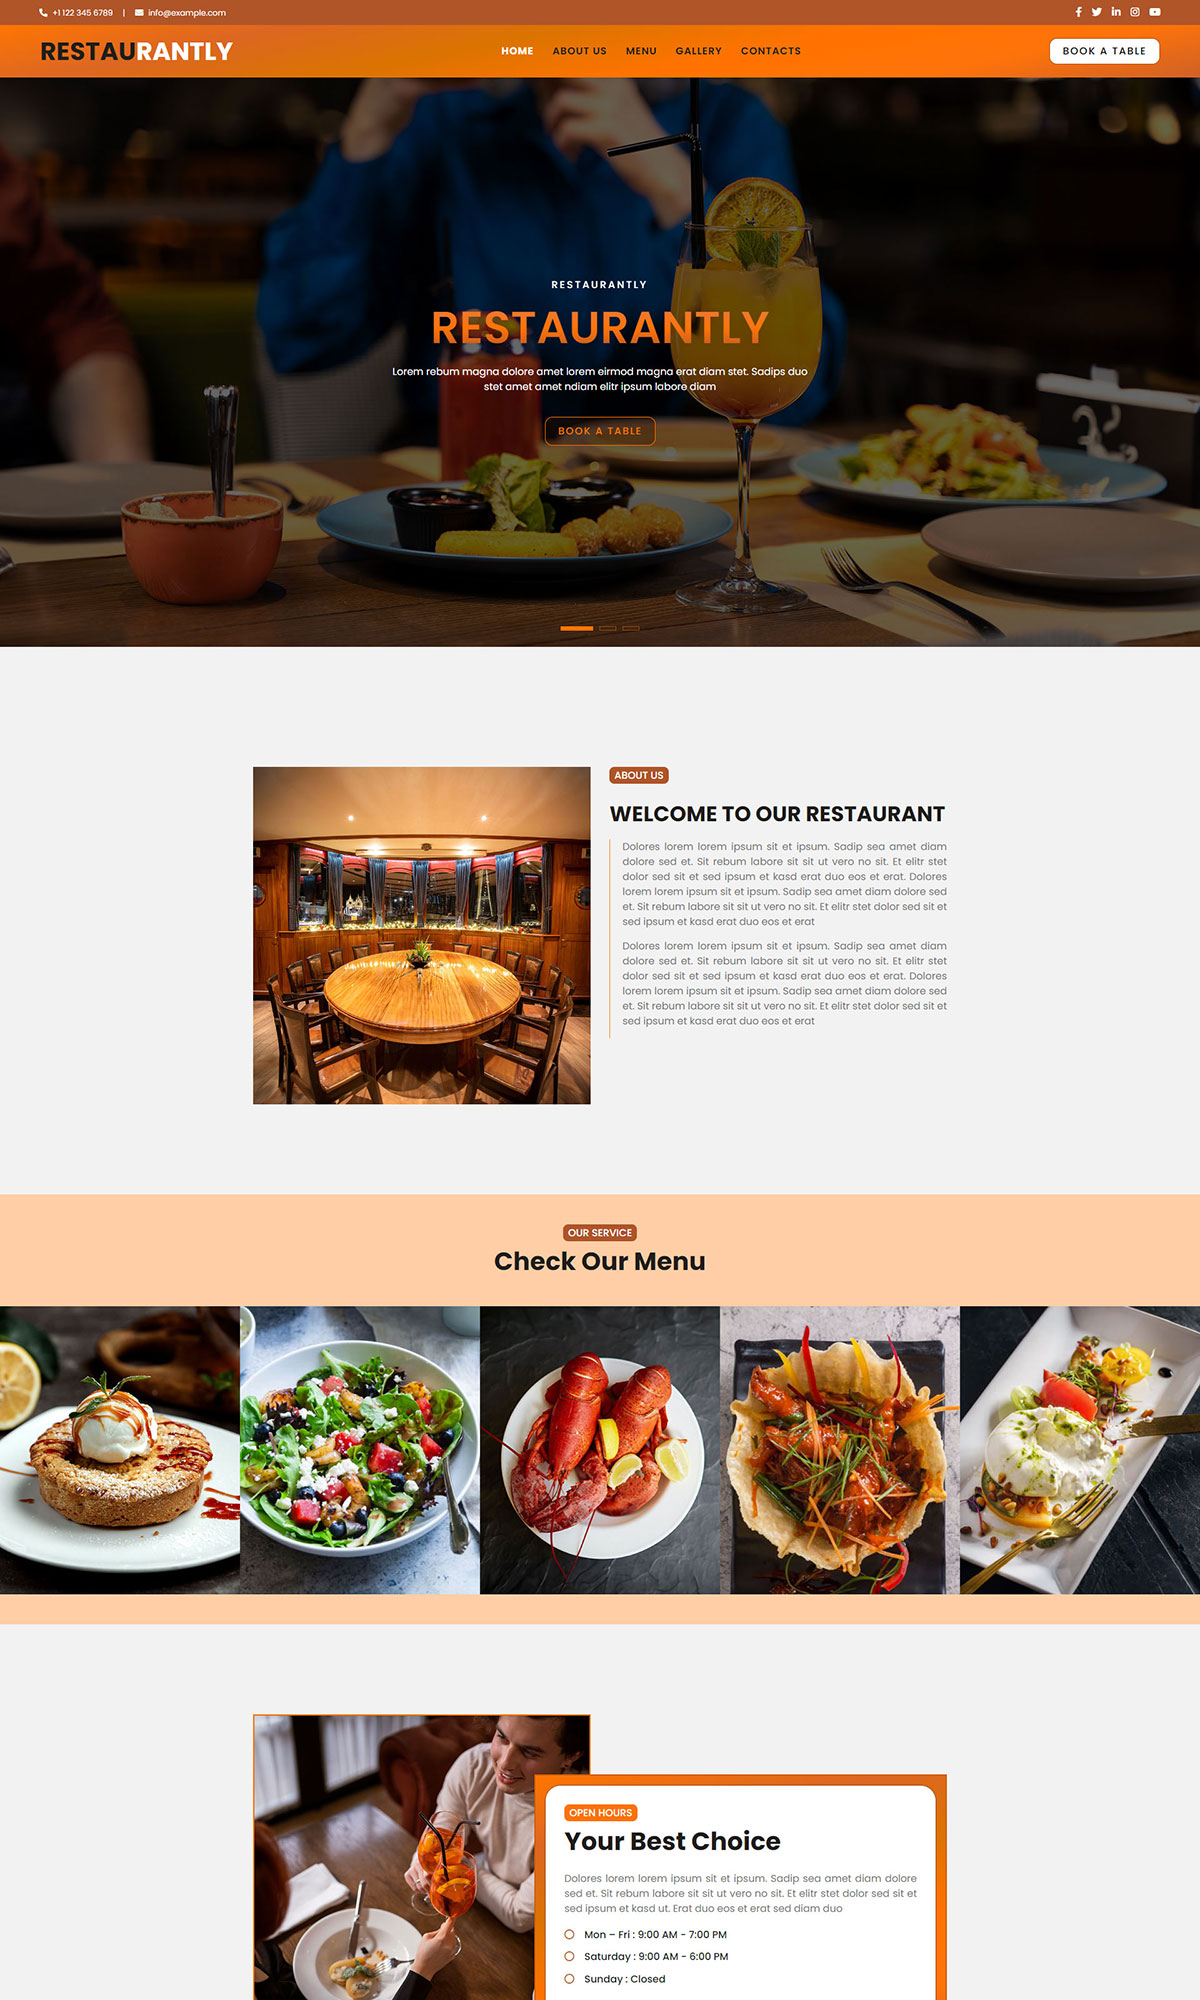 +1 122 345 6789 | info@example.com
RESTAURANTLY
HOME ABOUT US MENU GALLERY CONTACTS
BOOK A TABLE
RESTAURANTLY
RESTAURANTLY
Lorem rebum magna dolore amet lorem eirmod magna erat diam stet. Sadips duo
stet amet amet ndiam elitr ipsum labore diam
BOOK A TABLE
ABOUT US
WELCOME TO OUR RESTAURANT
Dolores lorem lorem ipsum sit et ipsum. Sadip sea amet diam
dolore sed et. Sit rebum labore sit sit ut vero no sit. Et elitr stet
dolor sed sit et sed ipsum et kasd erat duo eos et erat. Dolores
lorem lorem ipsum sit et ipsum. Sadip sea amet diam dolore sed
et. Sit rebum labore sit sit ut vero no sit. Et elitr stet dolor sed sit et
sed ipsum et kasd erat duo eos et erat
Dolores lorem lorem ipsum sit et ipsum. Sadip sea amet diam
dolore sed et. Sit rebum labore sit sit ut vero no sit. Et elitr stet
dolor sed sit et sed ipsum et kasd erat duo eos et erat. Dolores
lorem lorem ipsum sit et ipsum. Sadip sea amet diam dolore sed
et. Sit rebum labore sit sit ut vero no sit. Et elitr stet dolor sed sit et
sed ipsum et kasd erat duo eos et erat
OUR SERVICE
Check Our Menu
OPEN HOURS
Your Best Choice
Dolores lorem lorem ipsum sit et ipsum. Sadip sea amet diam dolore
sed et. Sit rebum labore sit sit ut vero no sit. Et elitr stet dolor sed sit et
sed ipsum et kasd ut. Erat duo eos et erat sed diam duo
Mon – Fri : 9:00 AM - 7:00 PM
Saturday : 9:00 AM - 6:00 PM
Sunday : Closed